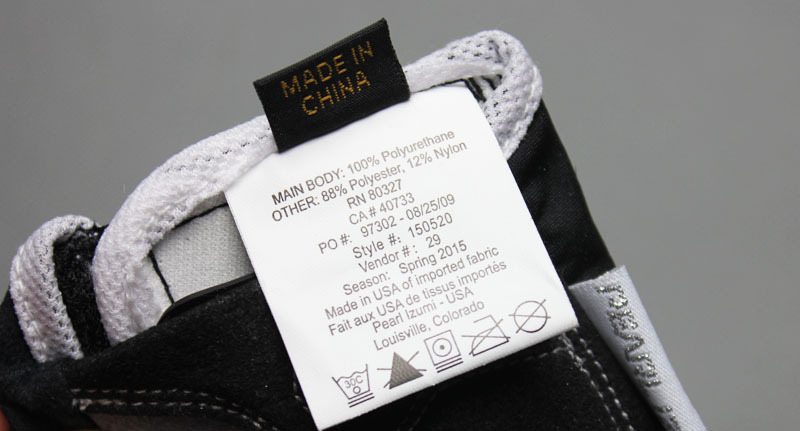 MADE IN
CHINA
MAIN BODY: 100% Polyurethane
OTHER: 88% Polyester, 12% Nylon
RN 80327
CA # 40733
PO #: 97302 - 08/25/09
Style #: 150520
Vendor # : 29
Season: Spring 2015
Made in USA of imported fabric
Fait aux USA de tissus importés
Pearl Izumi - USA
Louisville, Colorado
30C